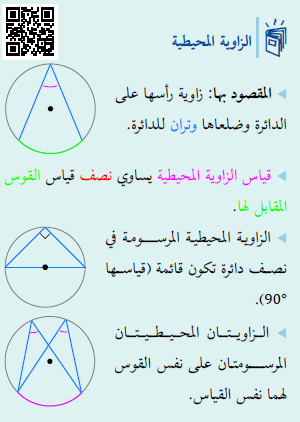 الزاوية المحيطية
◄ المقصود بها: زاوية رأسها على
الدائرة وضلعاها وتران للدائرة.
◄ قياس الزاوية المحيطية يساوي نصف قياس القوس
المقابل لها.
◄ الزاوية المحيطية المرسومة في
نصف دائرة تكون قائمة (قياسها
90°).
◄ الزاويتان المحيطيتان
المرسومتان على نفس القوس
لهما نفس القياس.